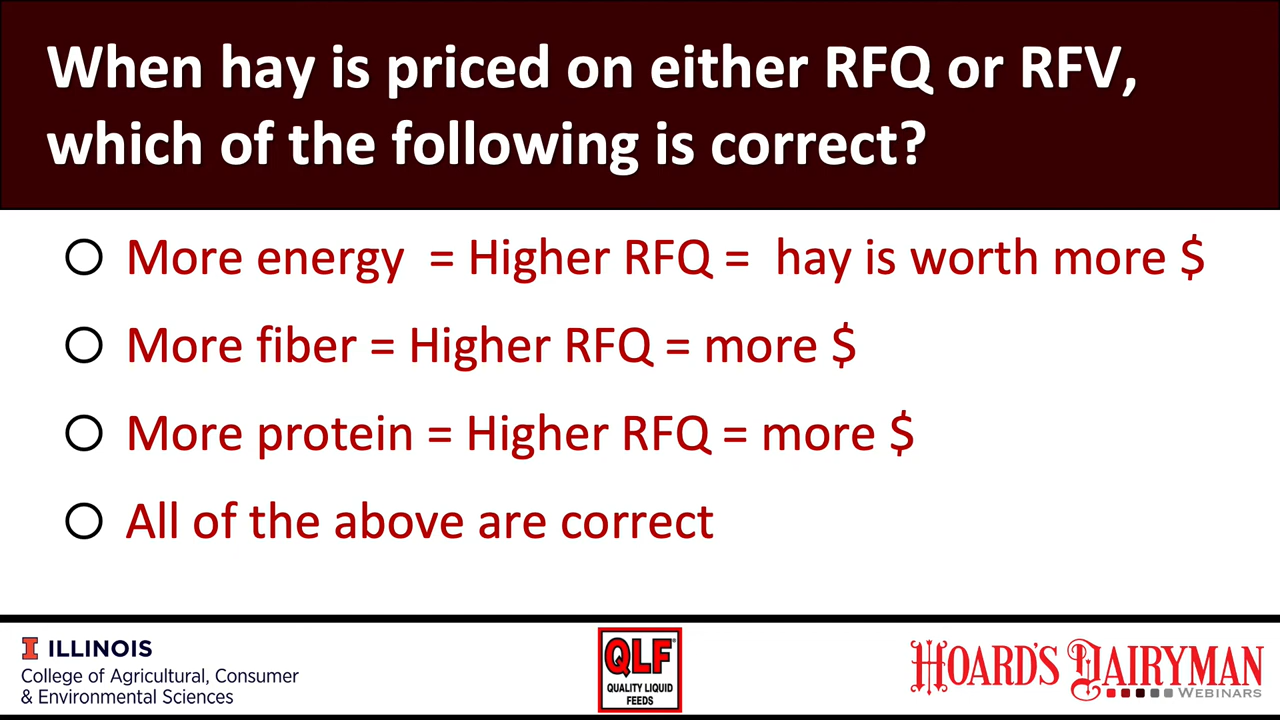 When hay is priced on either RFQ or RFV,
which of the following is correct?
More energy = Higher RFQ = hay is worth more $
More fiber = Higher RFQ = more $
More protein = Higher RFQ = more $
All of the above are correct
I ILLINOIS
College of Agricultural, Consumer
& Environmental Sciences
QLF®
QUALITY LIQUID
FEEDS
HOARD'S DAIRYMAN
WEBINARS